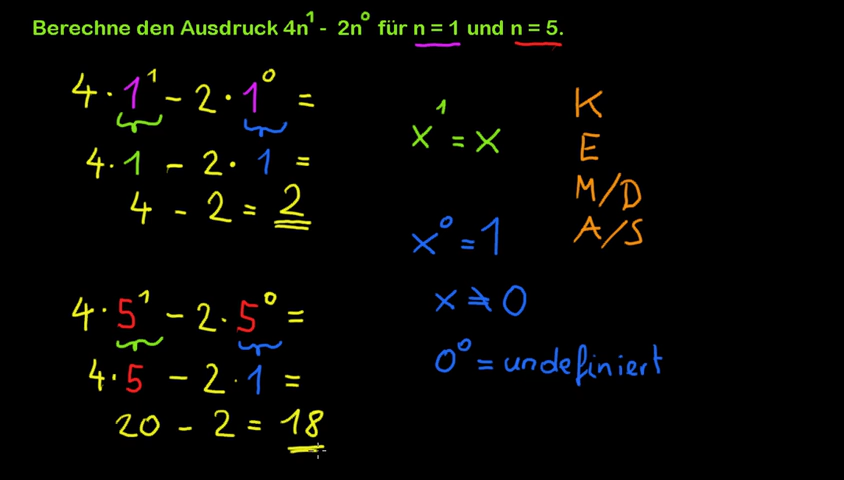 Berechne den Ausdruck 4n¹ - 2n⁰ für n = 1 und n = 5.
4 · 1¹ - 2 · 1⁰ =
4 · 1 - 2 · 1 =
4 - 2 = 2
4 · 5¹ - 2 · 5⁰ =
4 · 5 - 2 · 1 =
20 - 2 = 18
x¹ = x
x⁰ = 1
x ≠ 0
0⁰ = undefiniert
K
E
M/D
A/S